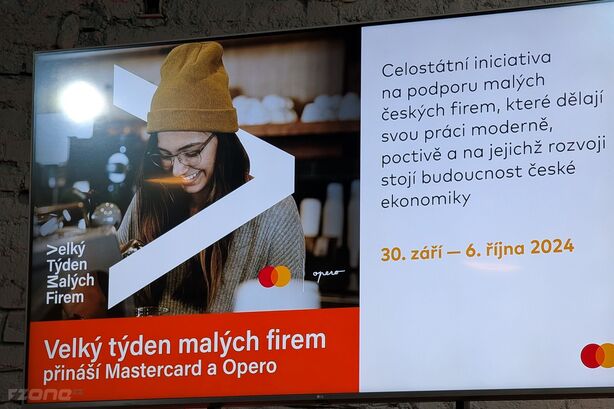 Celostátní iniciativa
na podporu malých
českých firem, které dělají
svou práci moderně,
poctivě a na jejichž rozvoji
stojí budoucnost české
ekonomiky
30. září — 6. října 2024
Velký
Týden
Malých
Firem
opero
Velký týden malých firem
přináší Mastercard a Opero
FZONE.cz
LG